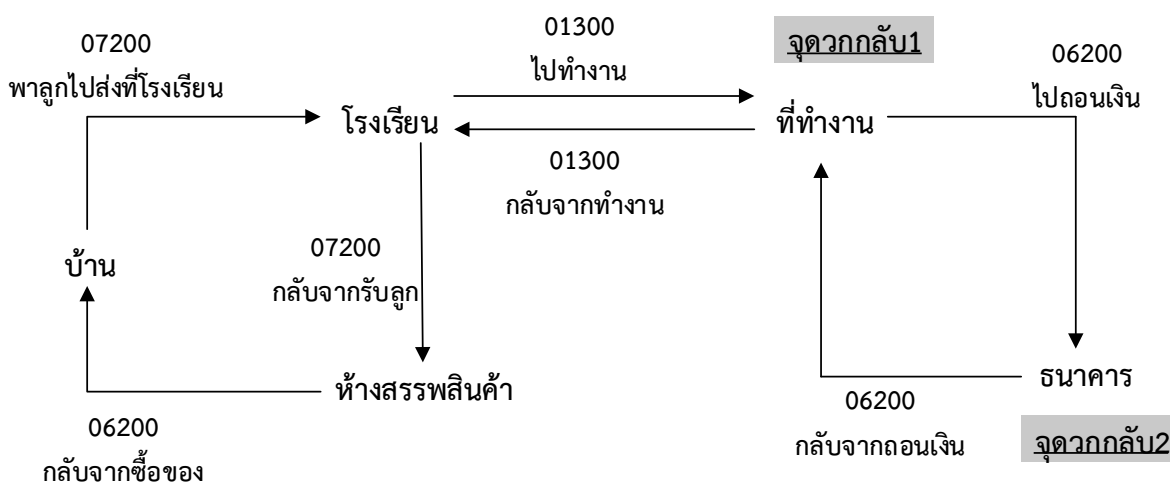 07200
พาลูกไปส่งที่โรงเรียน
01300
ไปทำงาน
จุดวกกลับ1
06200
ไปถอนเงิน
โรงเรียน
ที่ทำงาน
01300
กลับจากทำงาน
บ้าน
07200
กลับจากรับลูก
ห้างสรรพสินค้า
ธนาคาร
06200
กลับจากซื้อของ
06200
กลับจากถอนเงิน
จุดวกกลับ2